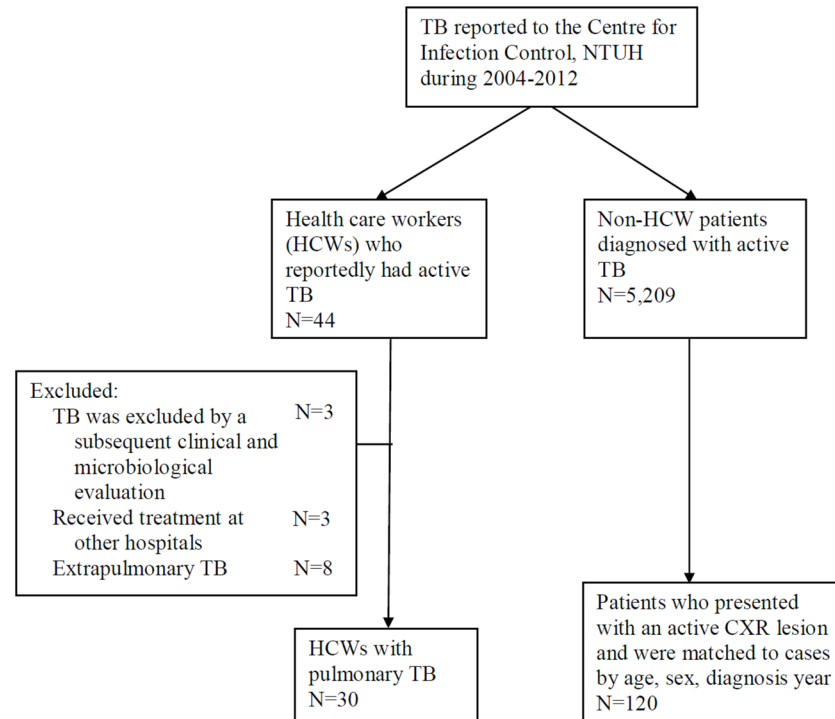 TB reported to the Centre for
Infection Control, NTUH
during 2004-2012
Health care workers
(HCWs) who
reportedly had active
TB
N=44
Non-HCW patients
diagnosed with active
TB
N=5,209
Excluded:
TB was excluded by a N=3
subsequent clinical and
microbiological
evaluation
Received treatment at N=3
other hospitals
Extrapulmonary TB N=8
HCWs with
pulmonary TB
N=30
Patients who presented
with an active CXR lesion
and were matched to cases
by age, sex, diagnosis year
N=120